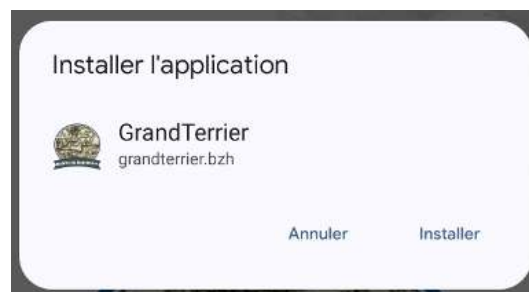 Installer l'application
GrandTerrier
grandterrier.bzh
Annuler
Installer